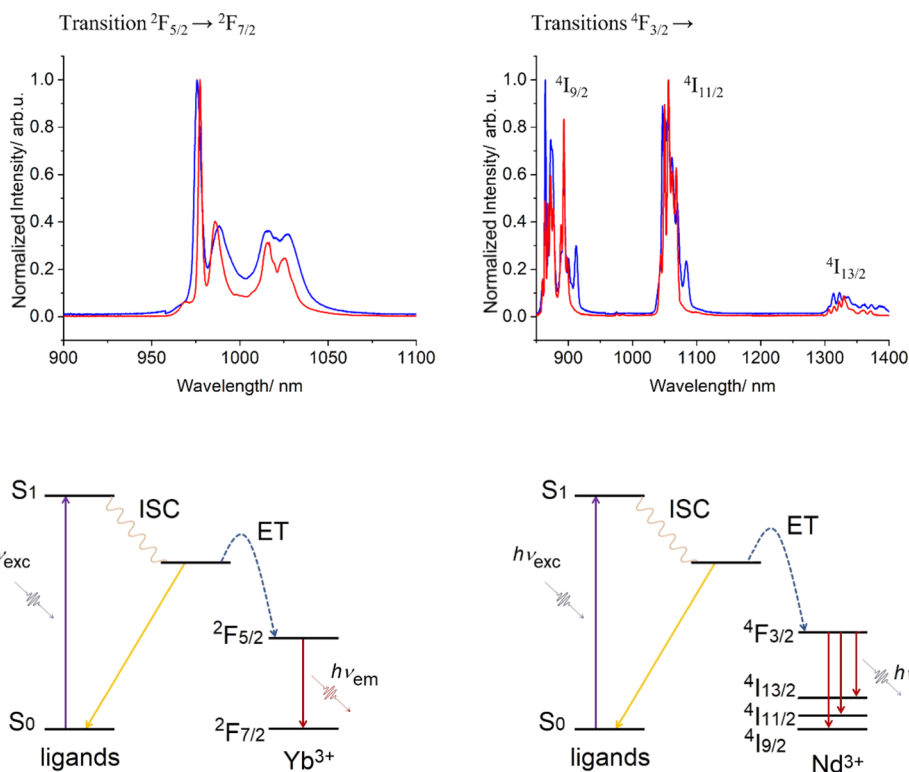 Transition ²F₅/₂ → ²F₇/₂
Transitions ⁴F₃/₂ →
Normalized Intensity/ arb.u.
1.0
0.8
0.6
0.4
0.2
0.0
900
950
1000
1050
1100
Wavelength/ nm
Normalized Intensity/ arb. u.
1.0
0.8
0.6
0.4
0.2
0.0
⁴I₉/₂
⁴I₁₁/₂
⁴I₁₃/₂
900
1000
1100
1200
1300
1400
Wavelength/ nm
S₁
ISC
ET
νexc
²F₅/₂
hνem
S₀
²F₇/₂
ligands
Yb³⁺
S₁
ISC
ET
hνexc
⁴F₃/₂
hν
⁴I₁₃/₂
⁴I₁₁/₂
S₀
⁴I₉/₂
ligands
Nd³⁺